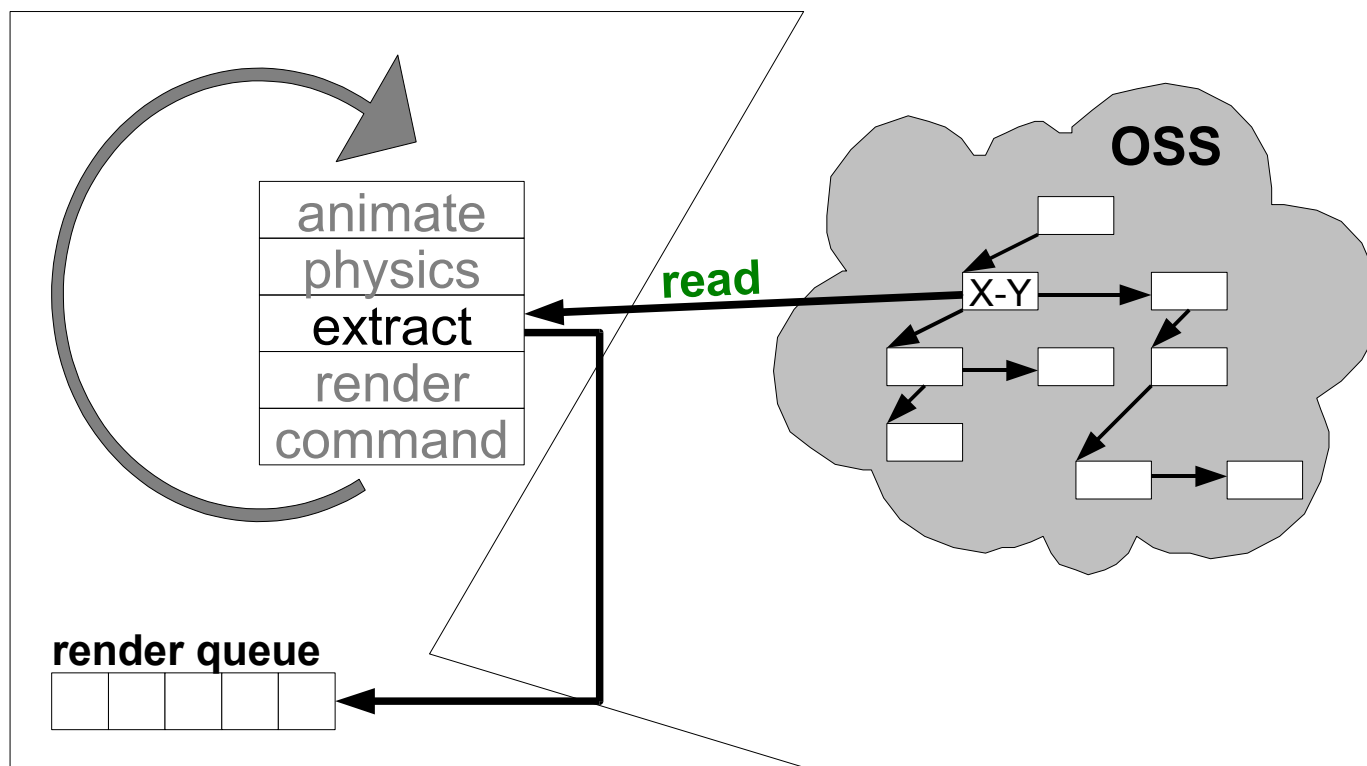 OSS
animate
physics
read
X-Y
extract
render
command
render queue